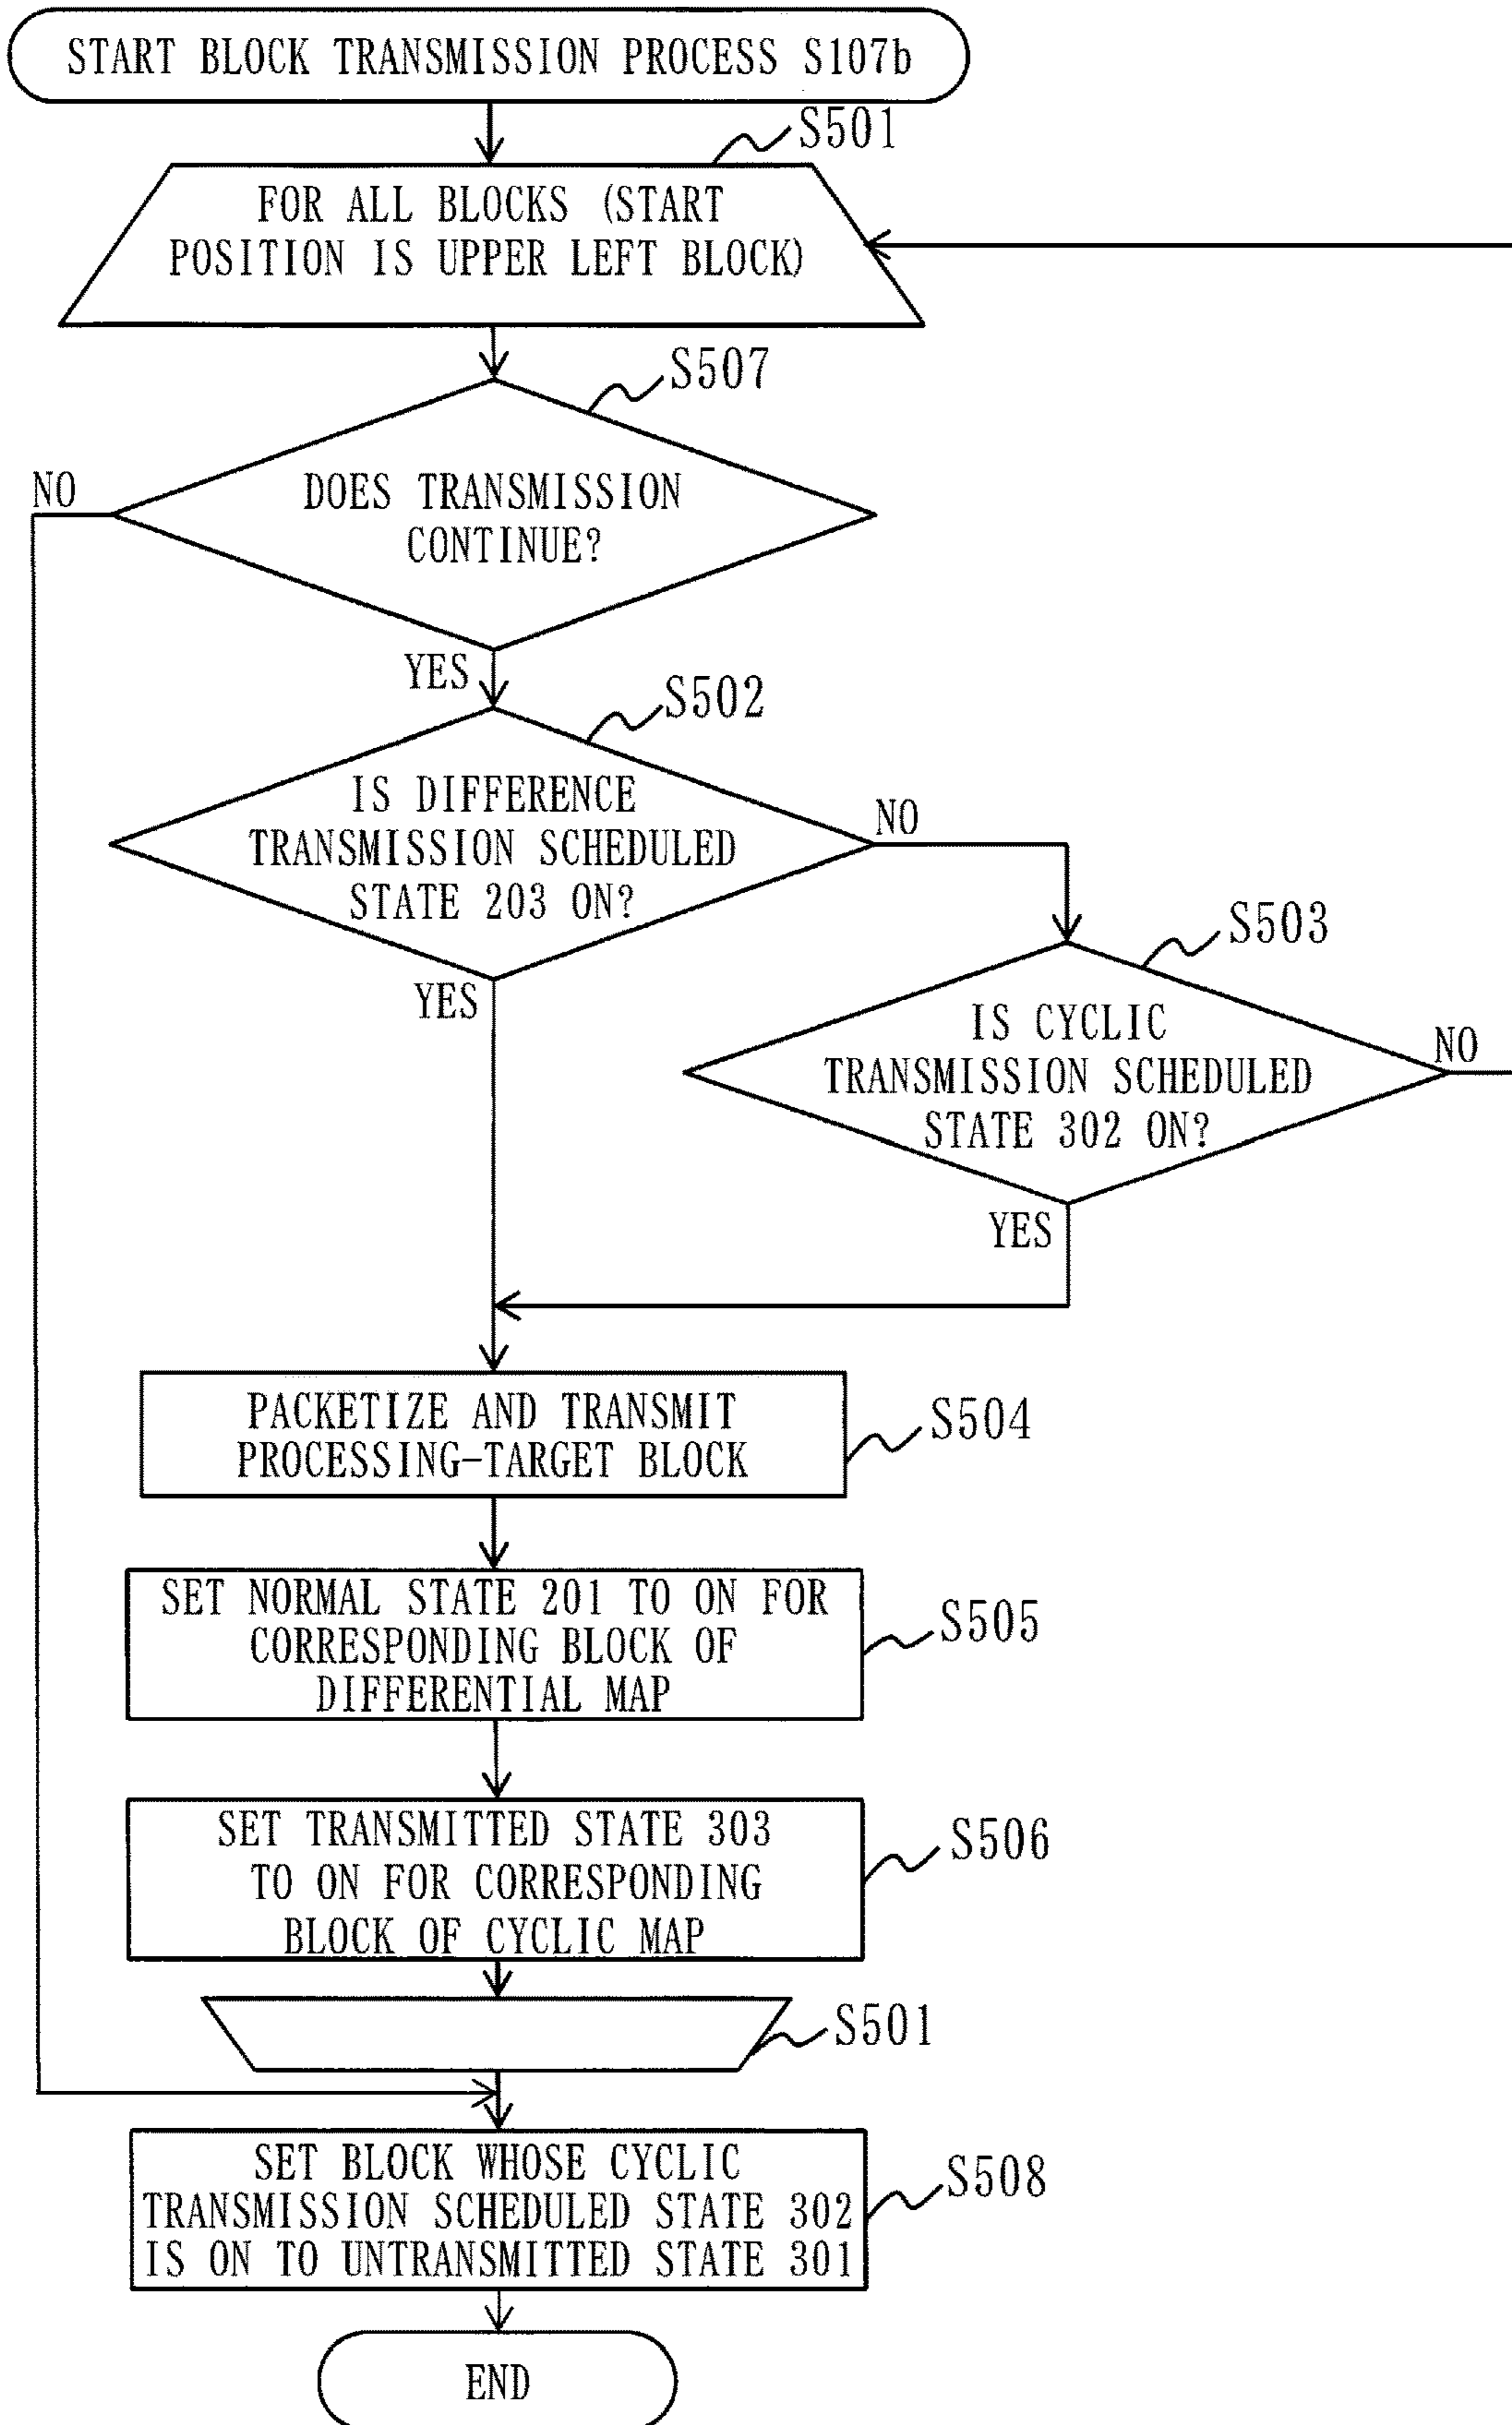 START BLOCK TRANSMISSION PROCESS S107b
S501
FOR ALL BLOCKS (START
POSITION IS UPPER LEFT BLOCK)
S507
NO
DOES TRANSMISSION
CONTINUE?
YES
S502
IS DIFFERENCE
TRANSMISSION SCHEDULED
STATE 203 ON?
NO
YES
S503
IS CYCLIC
TRANSMISSION SCHEDULED
STATE 302 ON?
NO
YES
PACKETIZE AND TRANSMIT
PROCESSING-TARGET BLOCK
S504
SET NORMAL STATE 201 TO ON FOR
CORRESPONDING BLOCK OF
DIFFERENTIAL MAP
S505
SET TRANSMITTED STATE 303
TO ON FOR CORRESPONDING
BLOCK OF CYCLIC MAP
S506
S501
SET BLOCK WHOSE CYCLIC
TRANSMISSION SCHEDULED STATE 302
IS ON TO UNTRANSMITTED STATE 301
S508
END